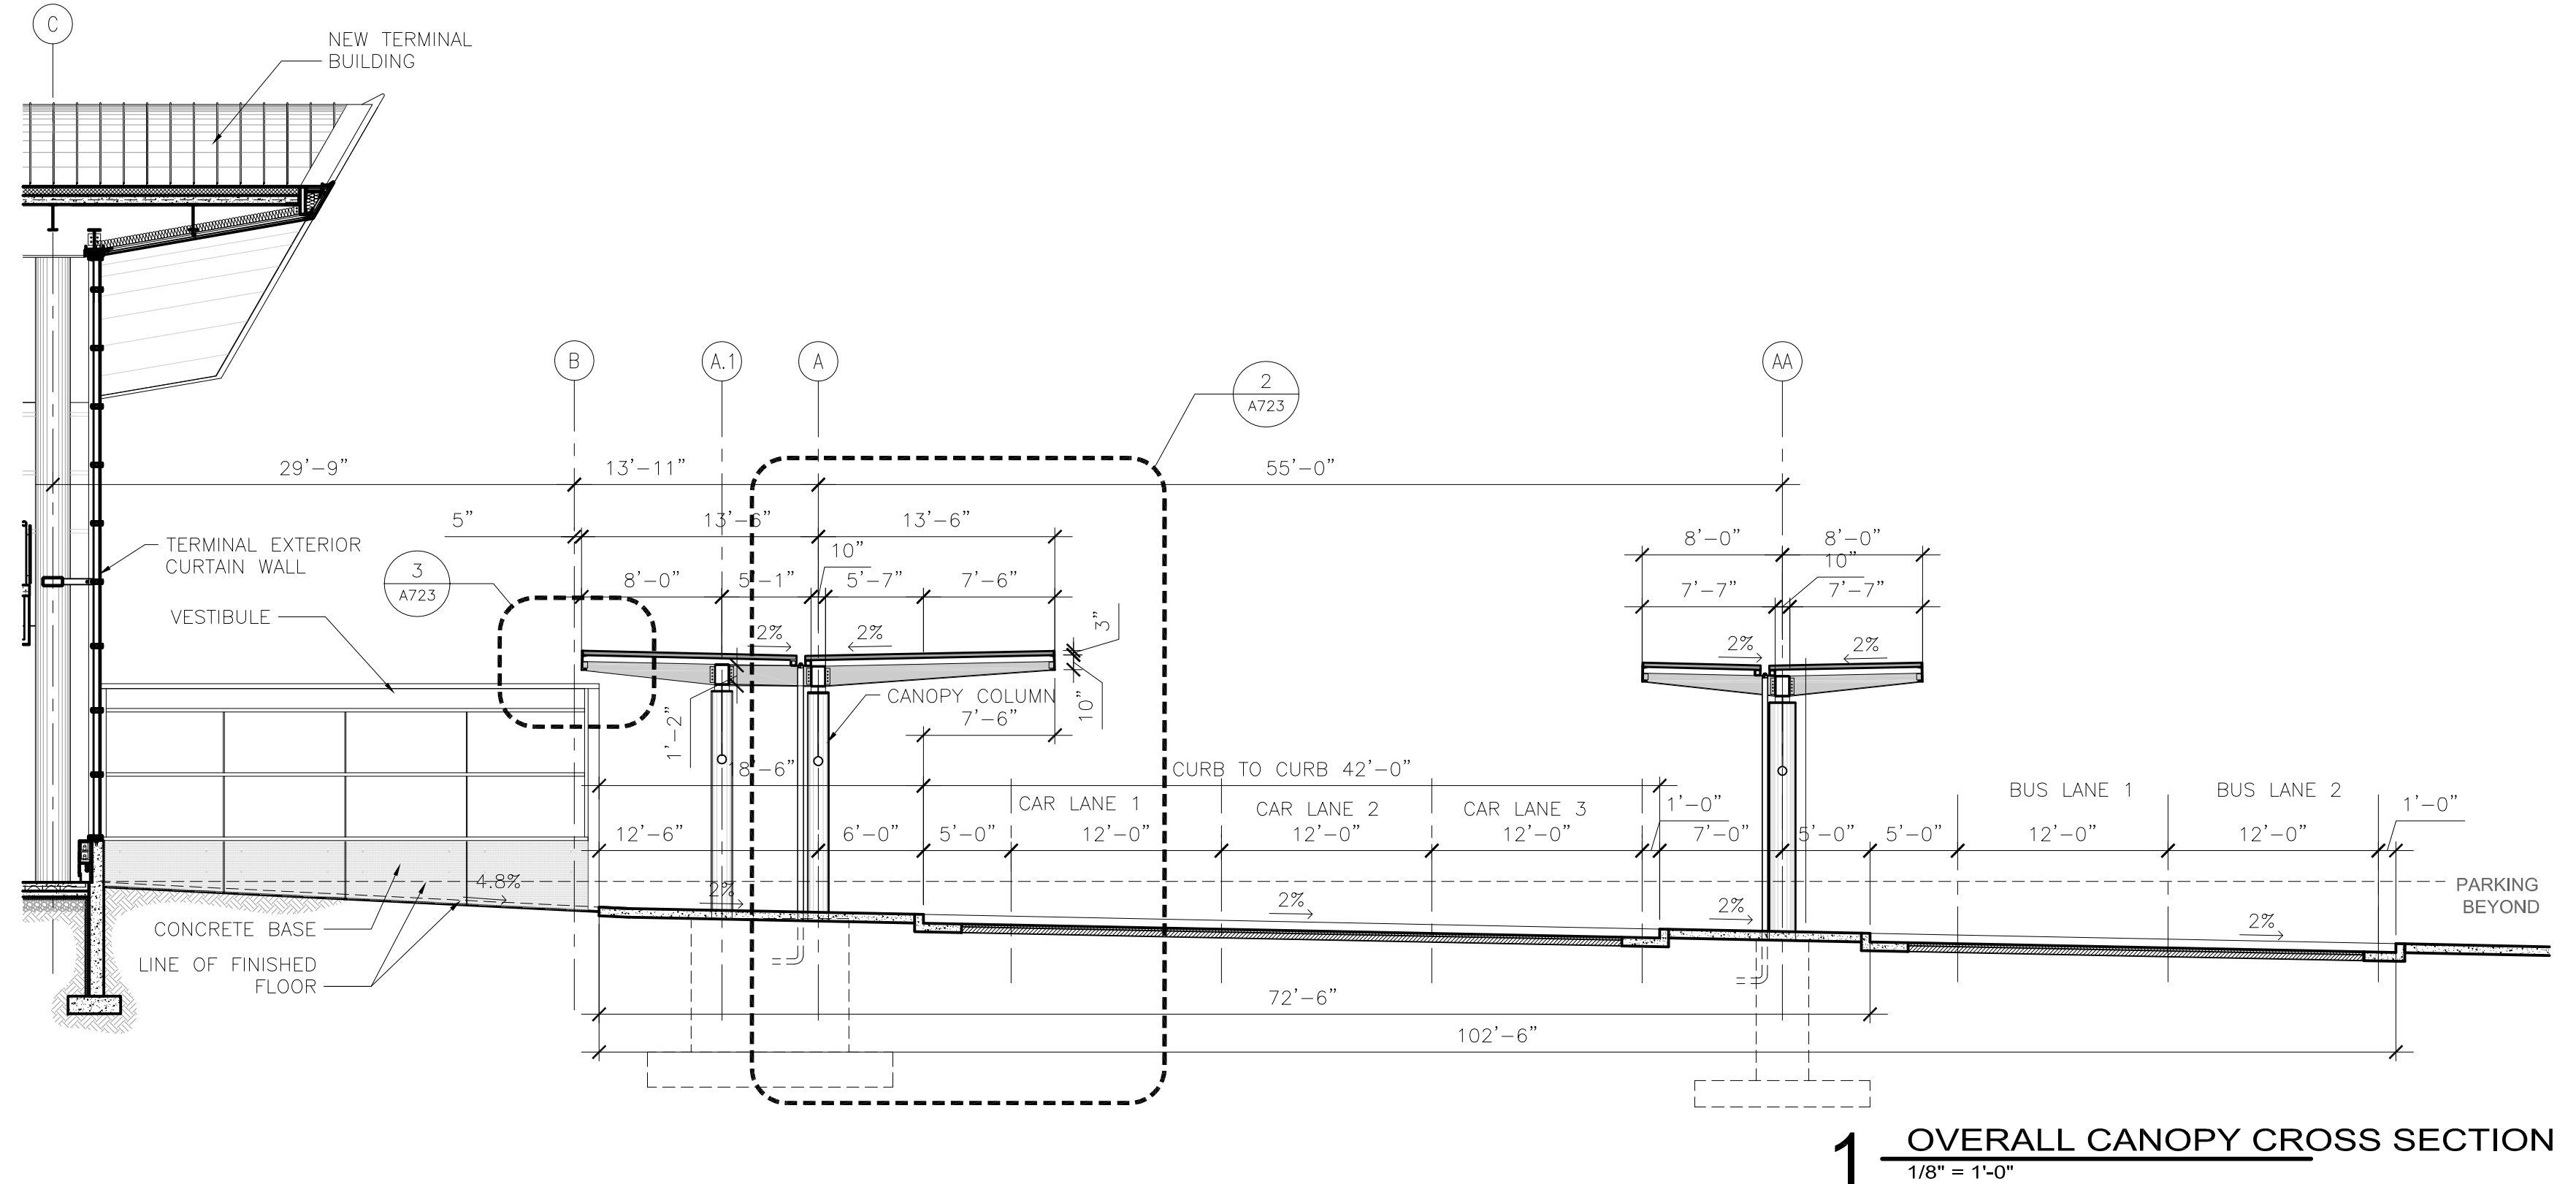 C
NEW TERMINAL
BUILDING
B
A.1
A
AA
2
A723
29'-9"
13'-11"
55'-0"
5"
13'-6"
13'-6"
8'-0"
8'-0"
TERMINAL EXTERIOR
CURTAIN WALL
10"
10"
3
A723
8'-0"
5'-1"
5'-7"
7'-6"
7'-7"
7'-7"
VESTIBULE
2%
2%
3"
2%
2%
CANOPY COLUMN
10"
7'-6"
1'-2"
18'-6"
CURB TO CURB 42'-0"
CAR LANE 1
CAR LANE 2
CAR LANE 3
BUS LANE 1
BUS LANE 2
1'-0"
1'-0"
12'-6"
6'-0"
5'-0"
12'-0"
12'-0"
12'-0"
7'-0"
5'-0"
5'-0"
12'-0"
12'-0"
4.8%
2%
2%
2%
2%
PARKING
BEYOND
CONCRETE BASE
LINE OF FINISHED
FLOOR
72'-6"
102'-6"
1 OVERALL CANOPY CROSS SECTION
1/8" = 1'-0"